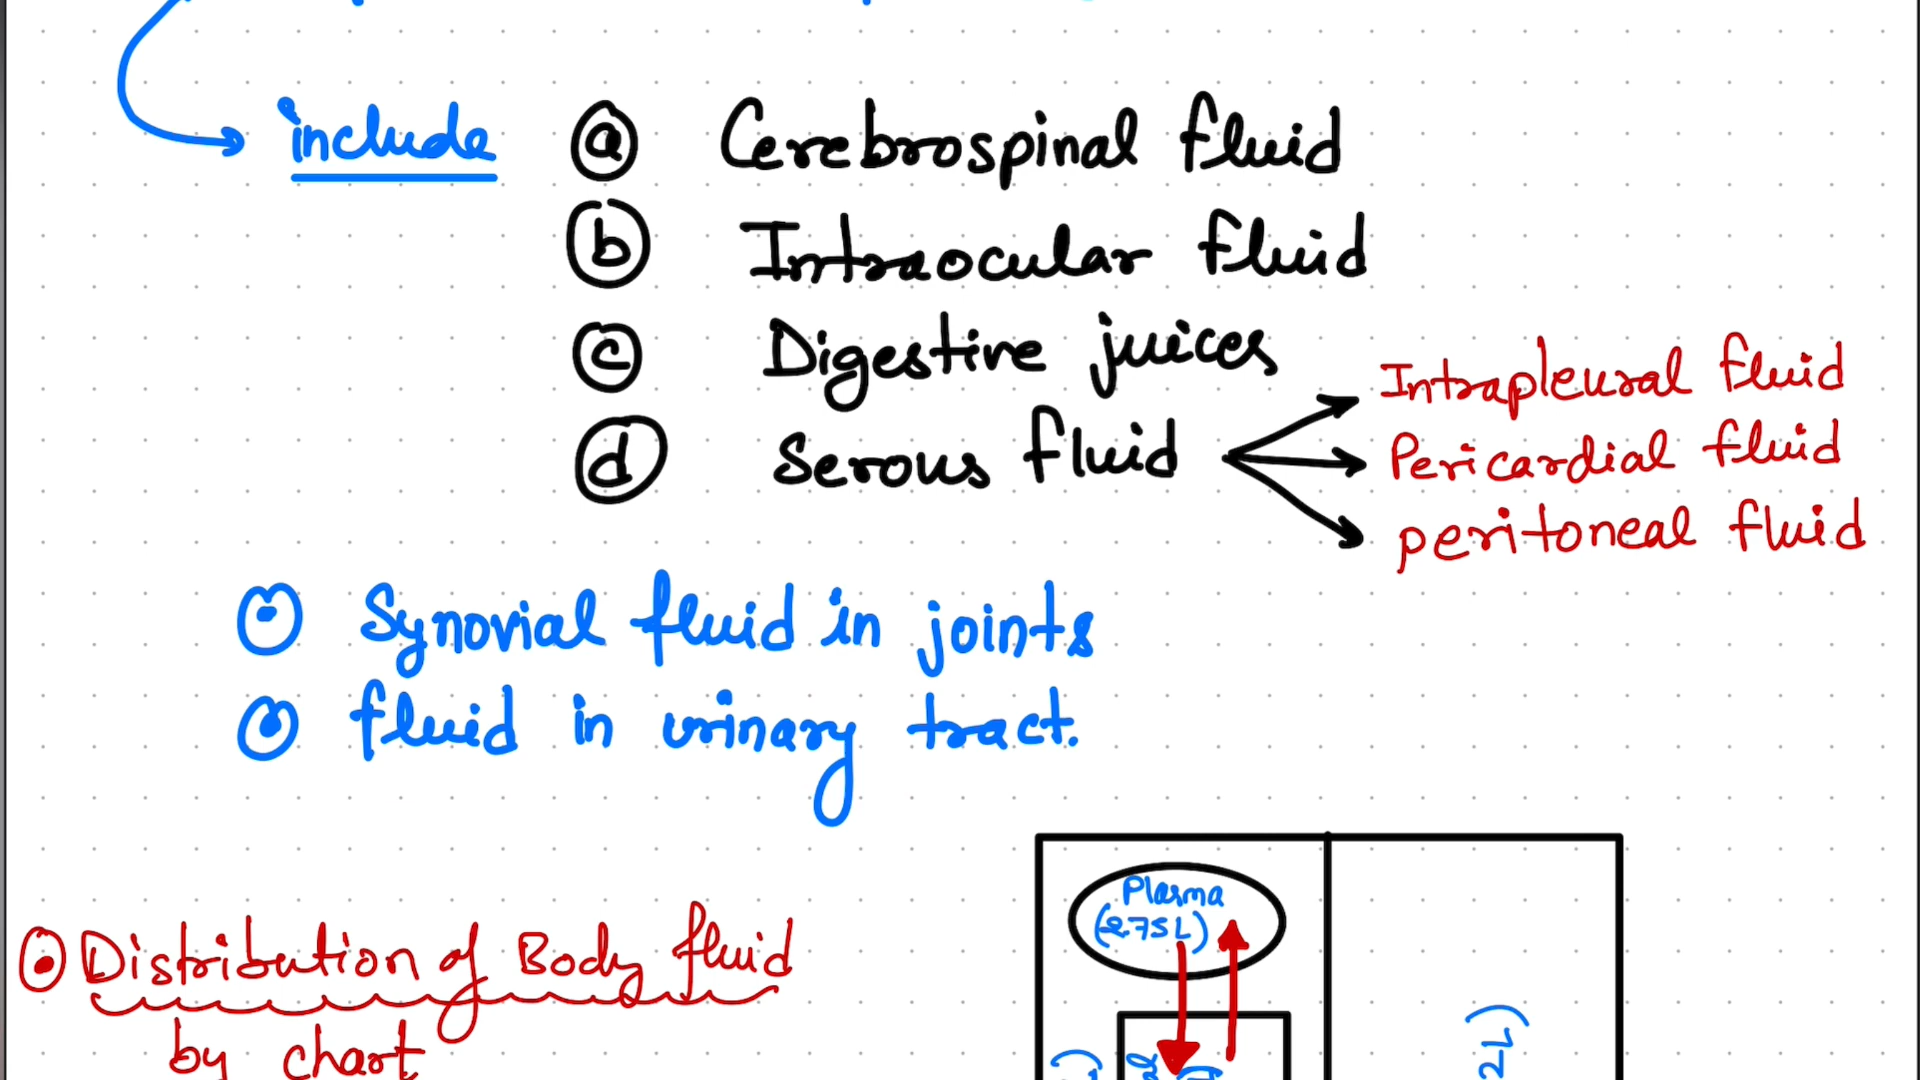 include
ⓐ Cerebrospinal fluid
ⓑ Intraocular fluid
ⓒ Digestive juices
ⓓ Serous fluid
Intrapleural fluid
Pericardial fluid
peritoneal fluid
Synovial fluid in joints
fluid in urinary tract.
Distribution of Body fluid
by chart
Plasma
(2.75L)